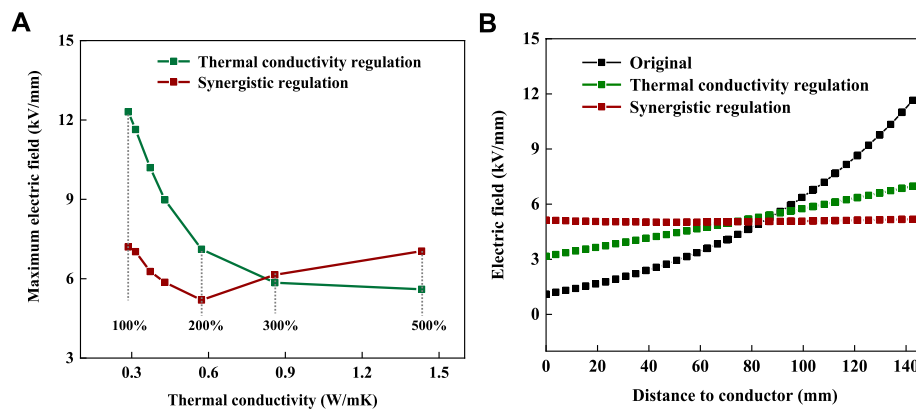 A
Maximum electric field (kV/mm)
15
12
9
6
3
Thermal conductivity regulation
Synergistic regulation
100%
200%
300%
500%
0.3
0.6
0.9
1.2
1.5
Thermal conductivity (W/mK)
B
Electric field (kV/mm)
15
12
9
6
3
0
Original
Thermal conductivity regulation
Synergistic regulation
0
20
40
60
80
100
120
140
Distance to conductor (mm)